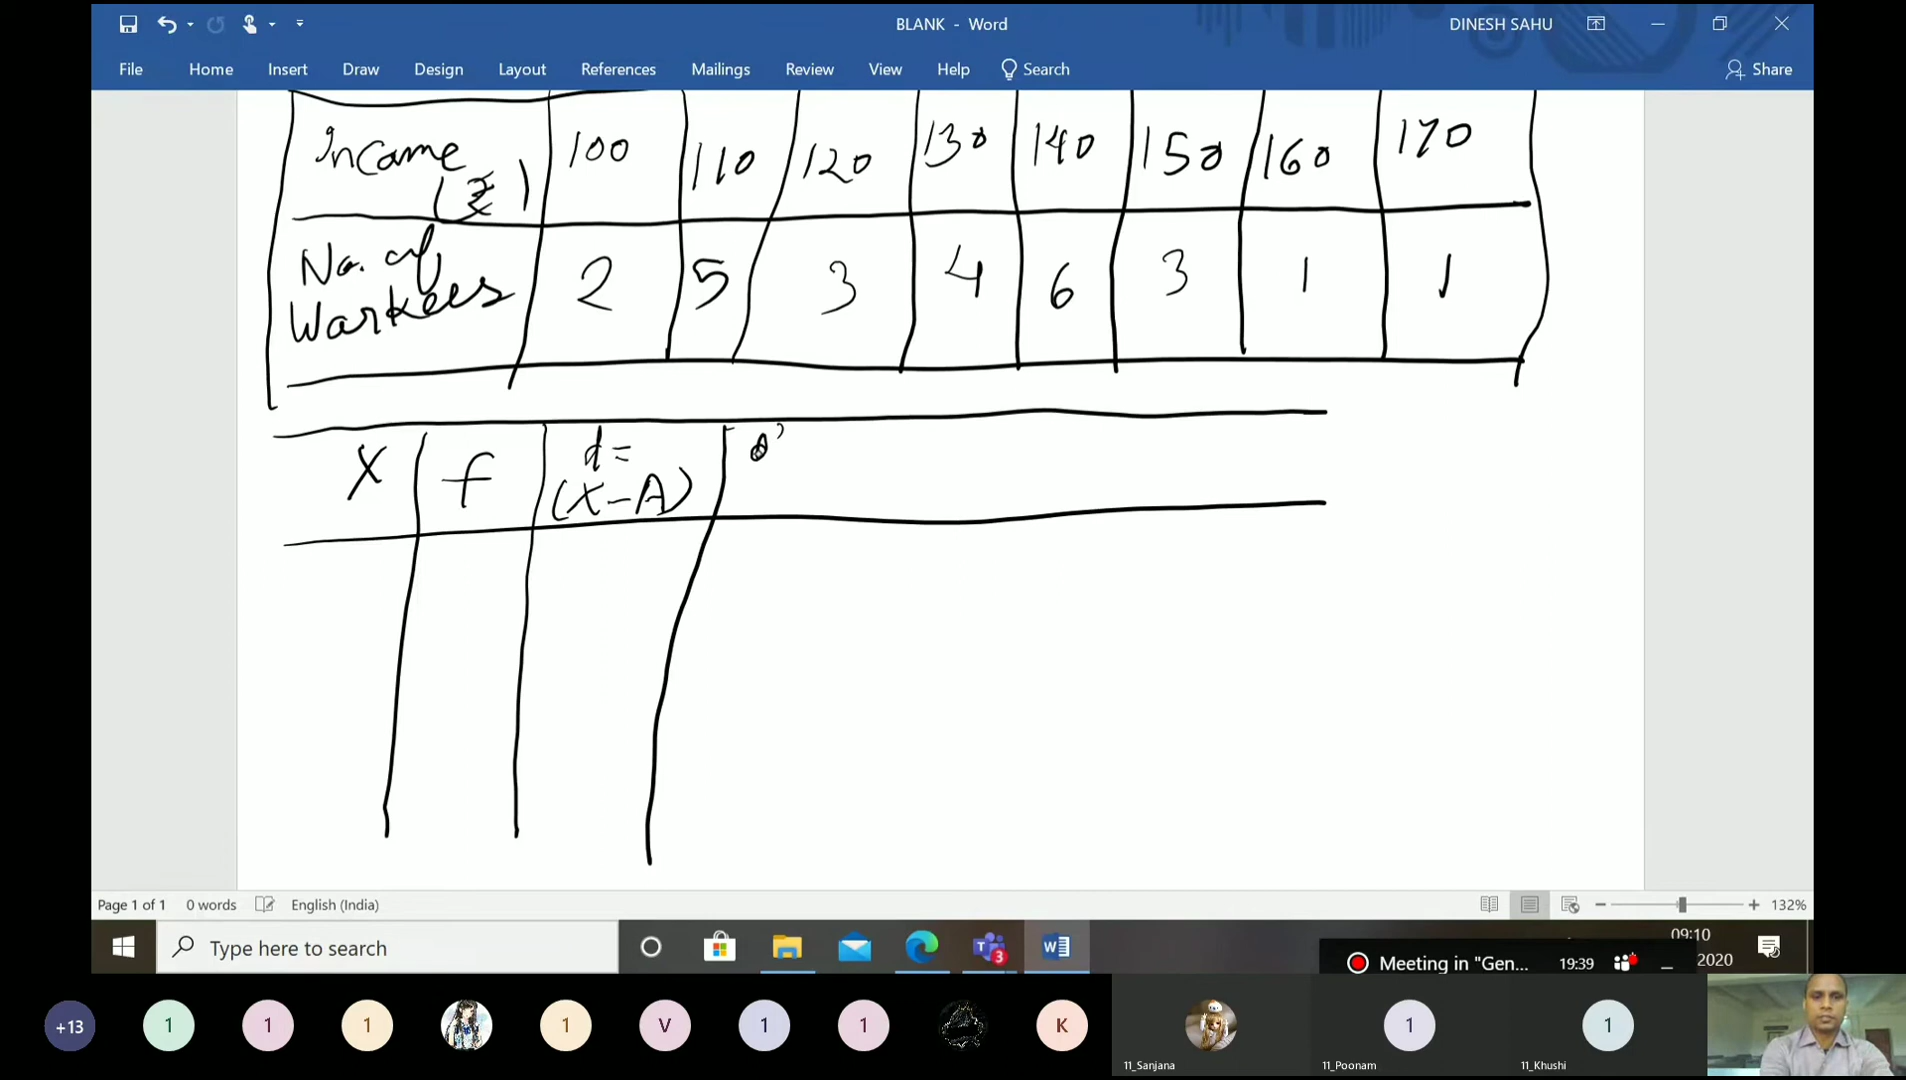 BLANK - Word
DINESH SAHU
File Home Insert Draw Design Layout References Mailings Review View Help Search Share
Income (₹) 100 110 120 130 140 150 160 170
No. of Workers 2 5 3 4 6 3 1 1
X f d= (X-A)
Page 1 of 1 0 words English (India) 132%
Type here to search
3
09:10
2020
Meeting in "Gen... 19:39
+13 1 1 1 1 V 1 1 K 1 1
11_Sanjana 11_Poonam 11_Khushi